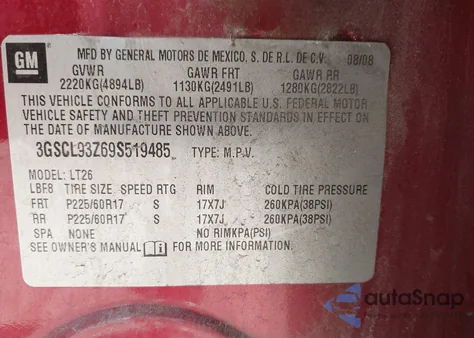 GM
MFD BY GENERAL MOTORS DE MEXICO, S. DE R.L. DE C.V. 08/08
GVWR GAWR FRT GAWR RR
2220KG(4894LB) 1130KG(2491LB) 1280KG(2822LB)
THIS VEHICLE CONFORMS TO ALL APPLICABLE U.S. FEDERAL MOTOR
VEHICLE SAFETY AND THEFT PREVENTION STANDARDS IN EFFECT ON
THE DATE OF MANUFACTURE SHOWN ABOVE.
3GSCL93Z69S519485 TYPE: M.P.V.
MODEL: LT26
LBF8 TIRE SIZE SPEED RTG RIM COLD TIRE PRESSURE
FRT P225/60R17 S 17X7J 260KPA(38PSI)
RR P225/60R17 S 17X7J 260KPA(38PSI)
SPA NONE NO RIMKPA(PSI)
SEE OWNER'S MANUAL i FOR MORE INFORMATION.
autoSnap